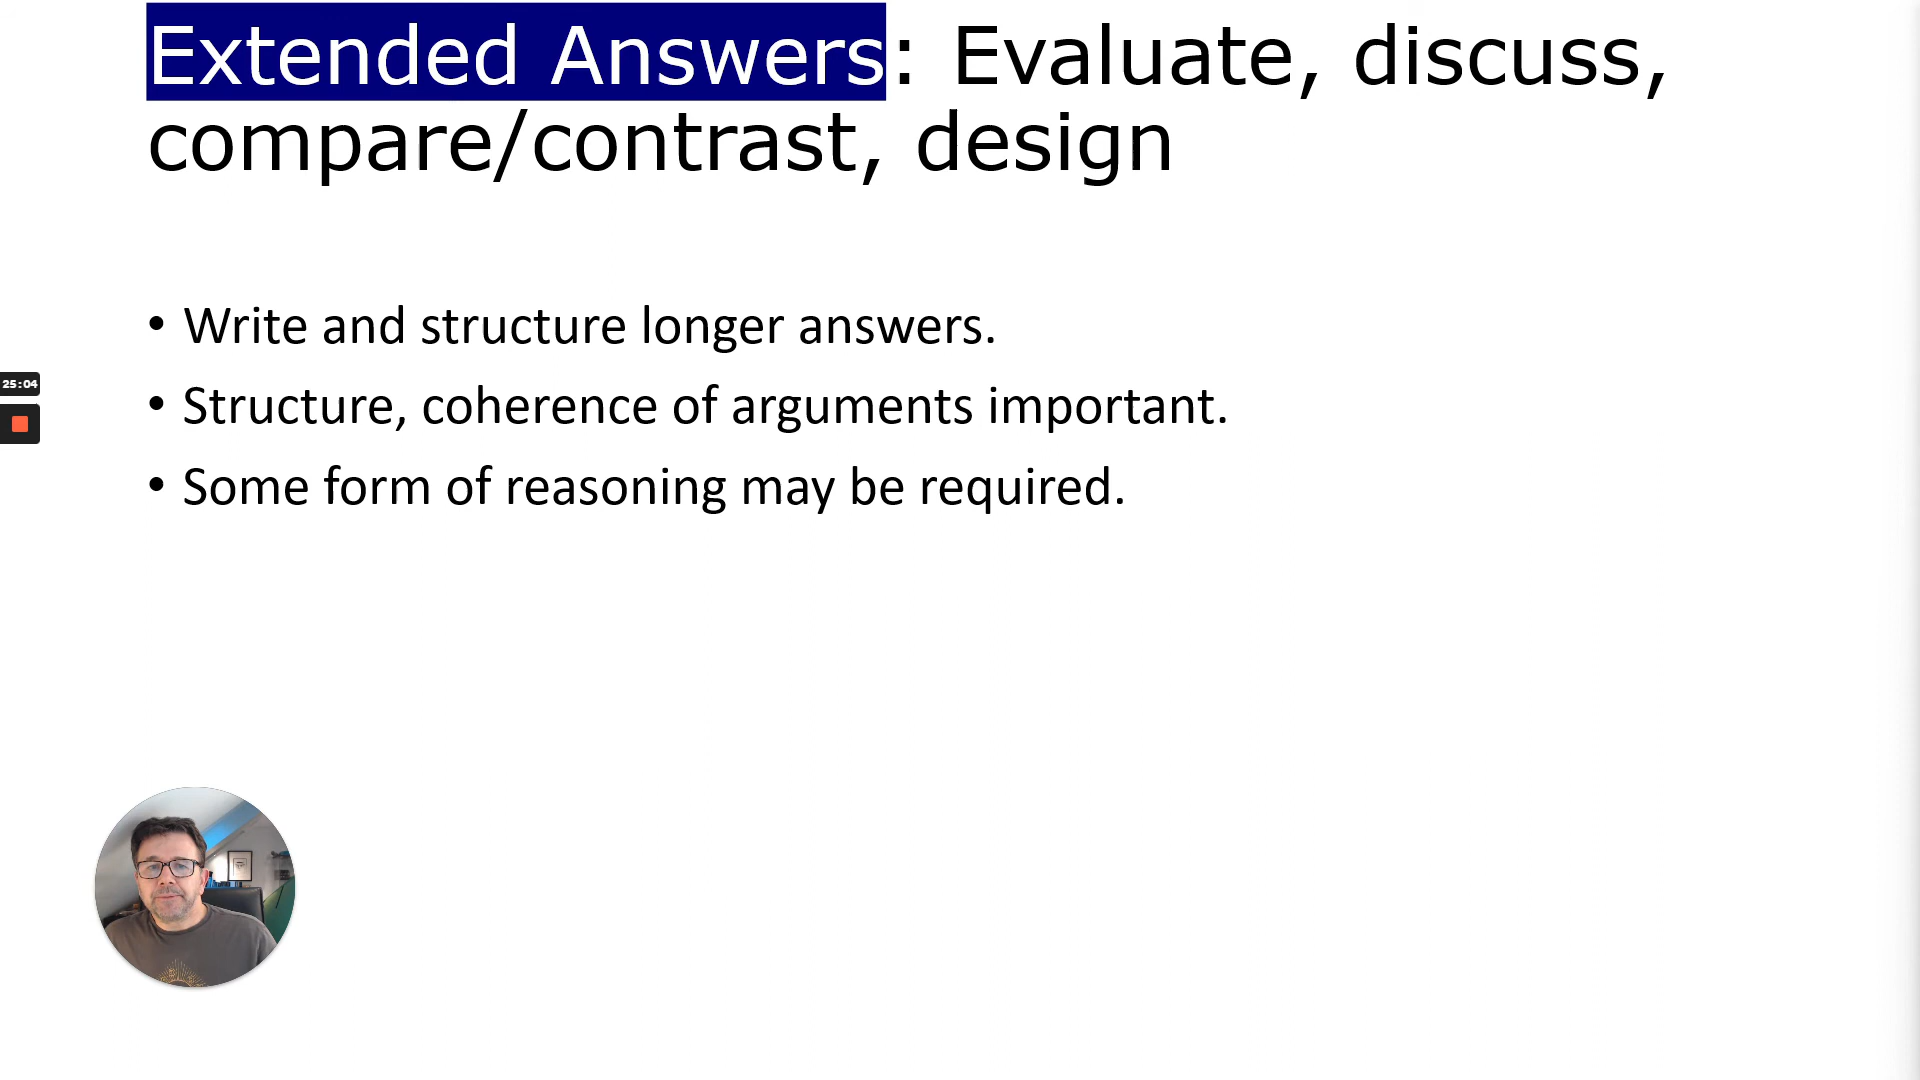 Extended Answers: Evaluate, discuss,
compare/contrast, design
• Write and structure longer answers.
• Structure, coherence of arguments important.
25:04
• Some form of reasoning may be required.